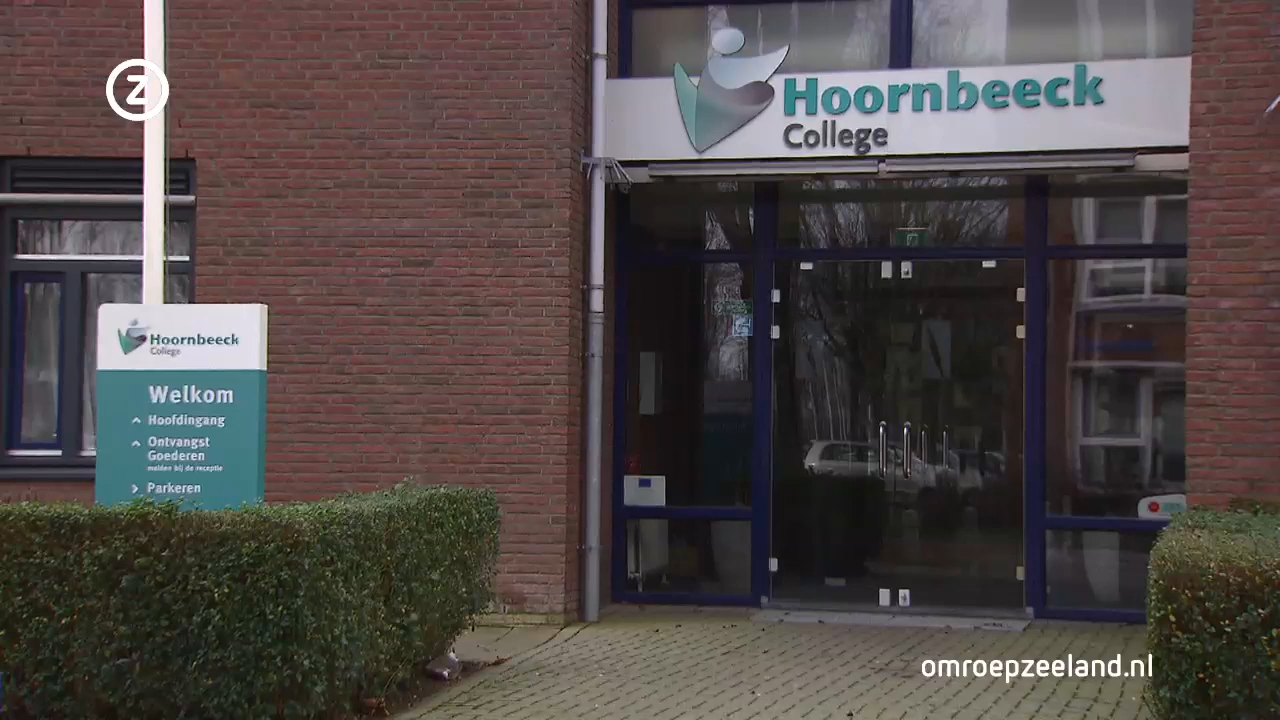 Z
Hoornbeeck
College
Hoornbeeck
College
Welkom
Hoofdingang
Ontvangst
Goederen
melden bij de receptie
Parkeren
omroepzeeland.nl